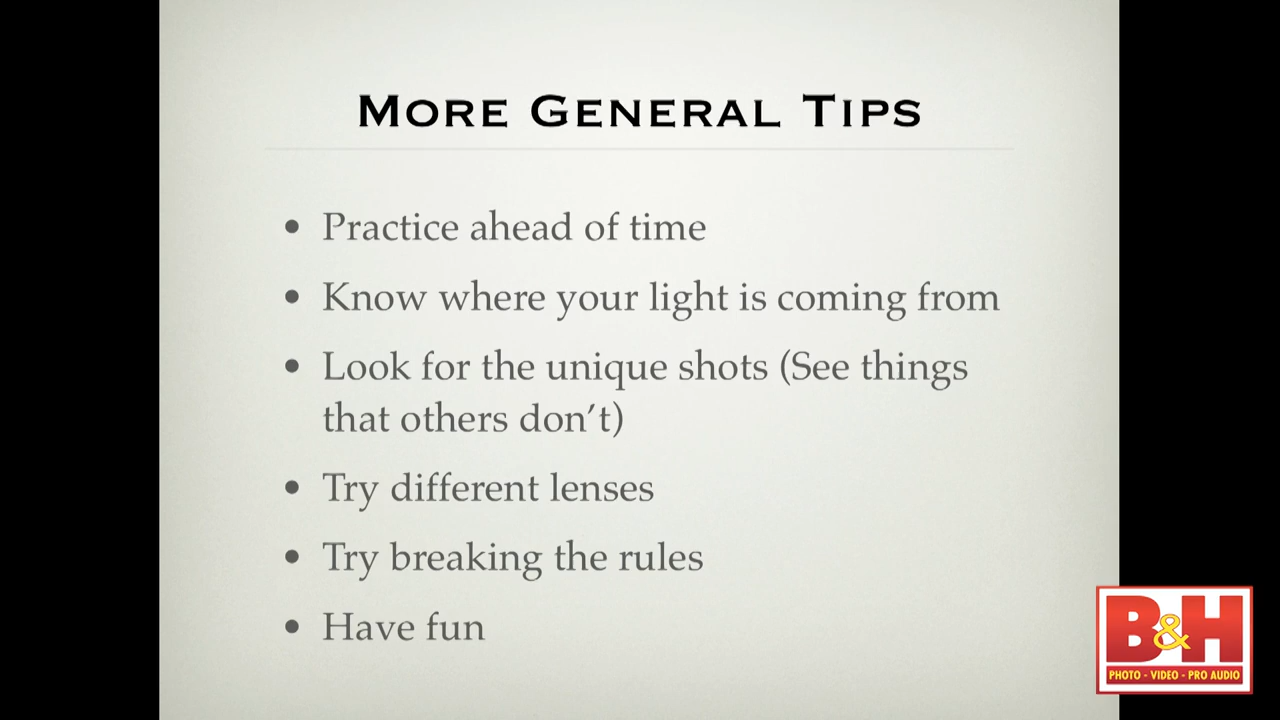 More General Tips
• Practice ahead of time
• Know where your light is coming from
• Look for the unique shots (See things
that others don’t)
• Try different lenses
• Try breaking the rules
• Have fun
B&H
PHOTO - VIDEO - PRO AUDIO